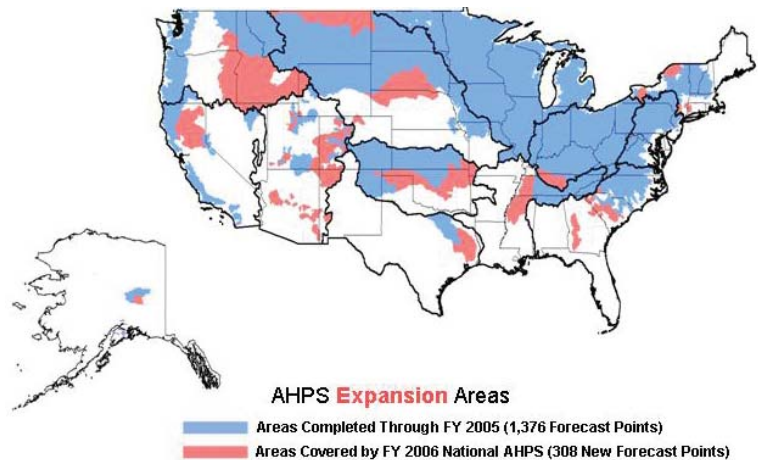 AHPS Expansion Areas
Areas Completed Through FY 2005 (1,376 Forecast Points)
Areas Covered by FY 2006 National AHPS (308 New Forecast Points)